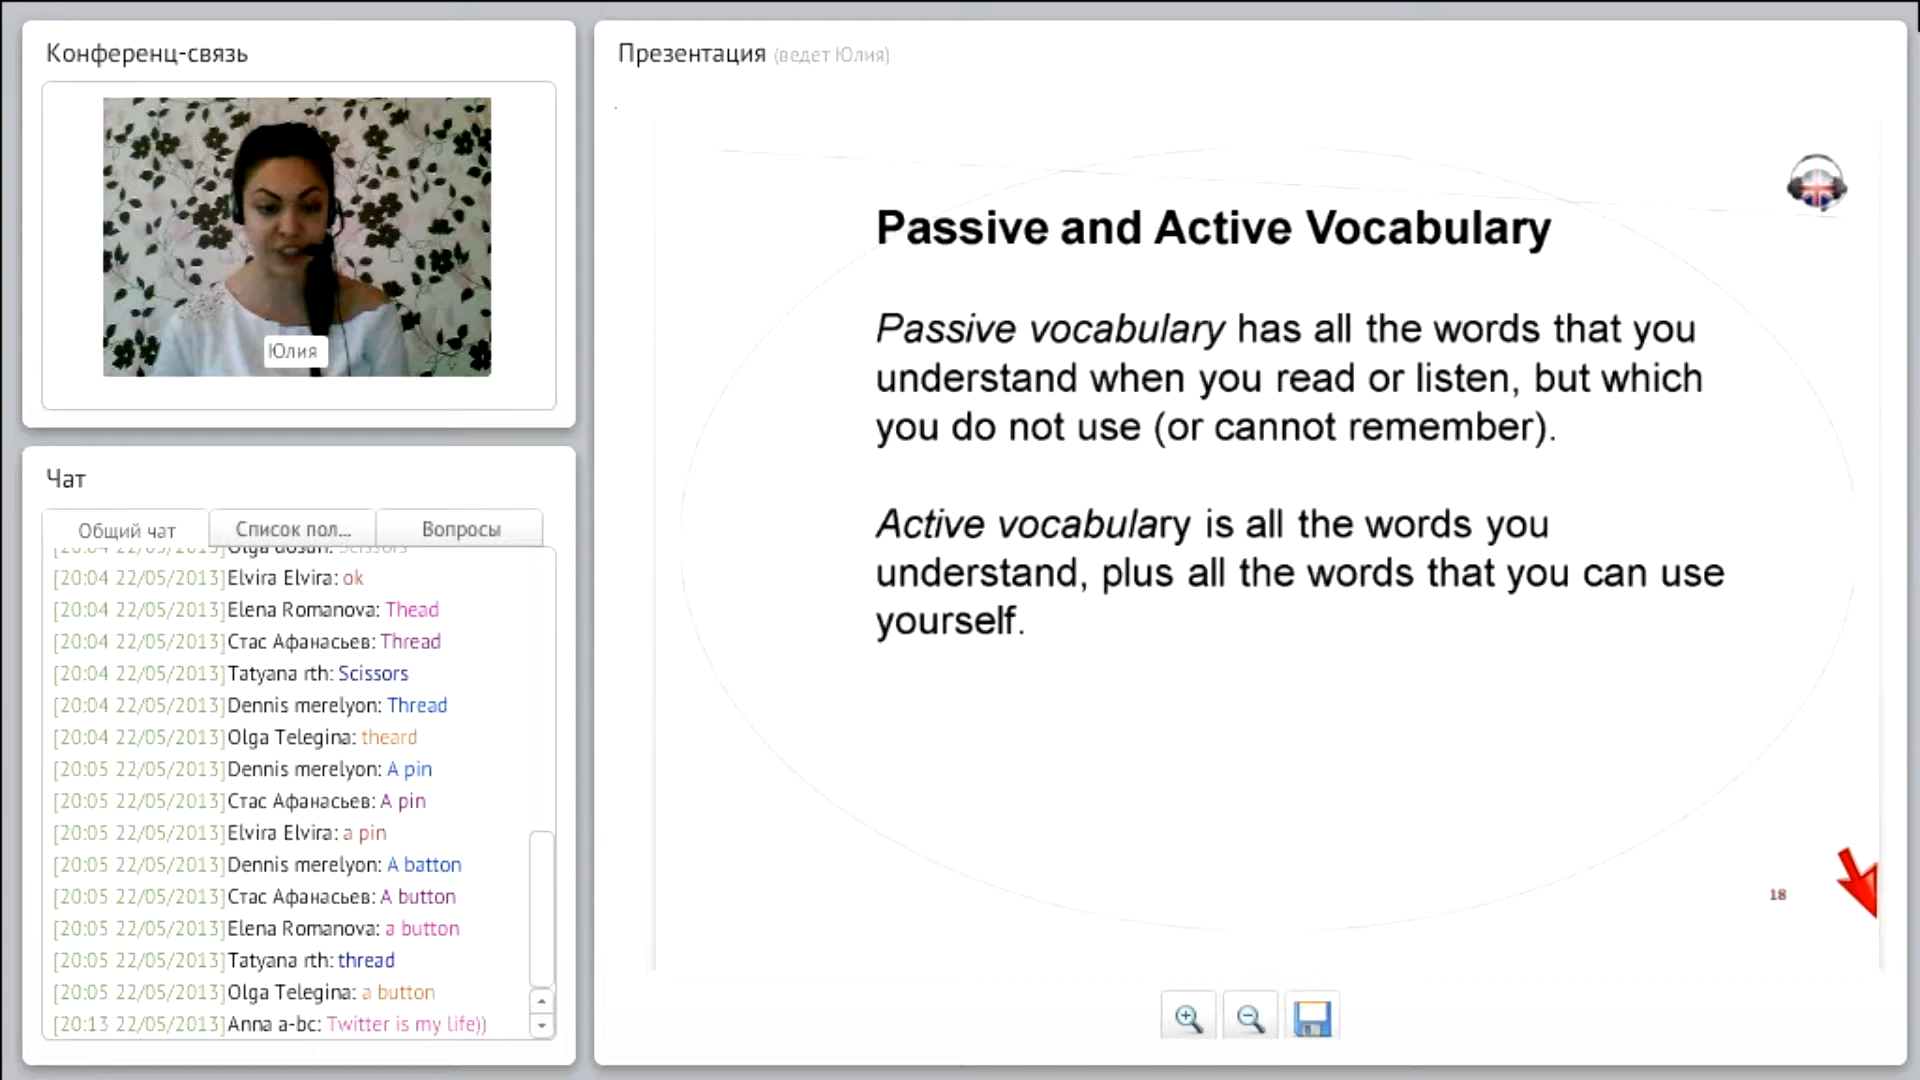 Конференц-связь
Юлия
Чат
Общий чат
Список пол...
Вопросы
[20:04 22/05/2013]Elvira Elvira: ok
[20:04 22/05/2013]Elena Romanova: Thead
[20:04 22/05/2013]Стас Афанасьев: Thread
[20:04 22/05/2013]Tatyana rth: Scissors
[20:04 22/05/2013]Dennis merelyon: Thread
[20:04 22/05/2013]Olga Telegina: theard
[20:05 22/05/2013]Dennis merelyon: A pin
[20:05 22/05/2013]Стас Афанасьев: A pin
[20:05 22/05/2013]Elvira Elvira: a pin
[20:05 22/05/2013]Dennis merelyon: A batton
[20:05 22/05/2013]Стас Афанасьев: A button
[20:05 22/05/2013]Elena Romanova: a button
[20:05 22/05/2013]Tatyana rth: thread
[20:05 22/05/2013]Olga Telegina: a button
[20:13 22/05/2013]Anna a-bc: Twitter is my life))
Презентация (ведет Юлия)
Passive and Active Vocabulary
Passive vocabulary has all the words that you
understand when you read or listen, but which
you do not use (or cannot remember).
Active vocabulary is all the words you
understand, plus all the words that you can use
yourself.
18